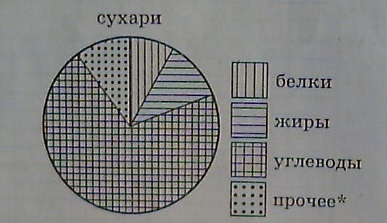 сухари
белки
жиры
углеводы
прочее*